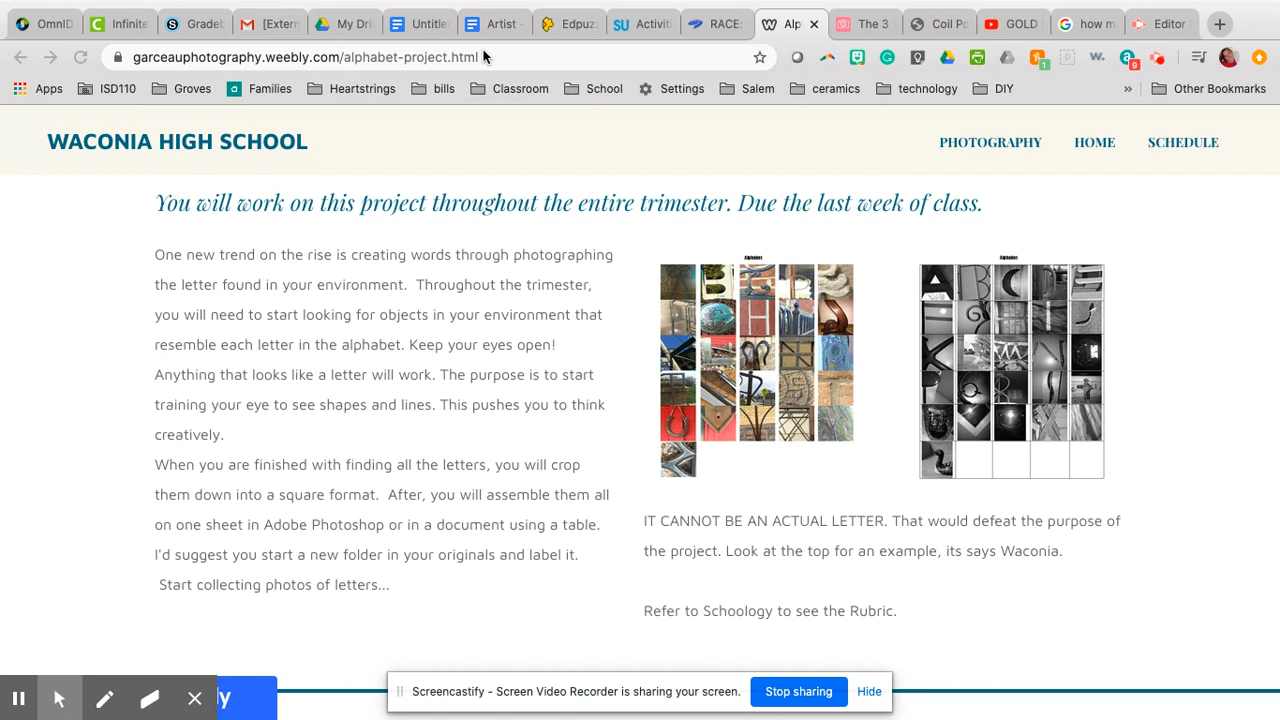 OmniD
Infinite
Gradeb
[Extern
My Driv
Untitle
Artist -
Edpuzz
Activiti
RACE:
Alp
The 3
Coil Po
GOLD
how m
Editor
garceauphotography.weebly.com/alphabet-project.html
1
9
Apps
ISD110
Groves
Families
Heartstrings
bills
Classroom
School
Settings
Salem
ceramics
technology
DIY
»
Other Bookmarks
WACONIA HIGH SCHOOL
PHOTOGRAPHY
HOME
SCHEDULE
You will work on this project throughout the entire trimester. Due the last week of class.
One new trend on the rise is creating words through photographing
the letter found in your environment.  Throughout the trimester,
you will need to start looking for objects in your environment that
resemble each letter in the alphabet. Keep your eyes open!
Anything that looks like a letter will work. The purpose is to start
training your eye to see shapes and lines. This pushes you to think
creatively.
When you are finished with finding all the letters, you will crop
them down into a square format.  After, you will assemble them all
on one sheet in Adobe Photoshop or in a document using a table.
I'd suggest you start a new folder in your originals and label it.
Start collecting photos of letters...
Alphabet
Alphabet
IT CANNOT BE AN ACTUAL LETTER. That would defeat the purpose of
the project. Look at the top for an example, its says Waconia.
Refer to Schoology to see the Rubric.
Screencastify - Screen Video Recorder is sharing your screen.
Stop sharing
Hide